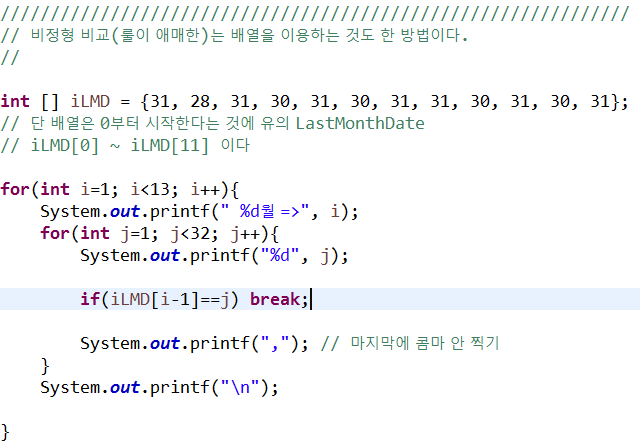 ///////////////////////////////////////////////////////////////
// 비정형 비교(룰이 애매한)는 배열을 이용하는 것도 한 방법이다.
//
int [] iLMD = {31, 28, 31, 30, 31, 30, 31, 31, 30, 31, 30, 31};
// 단 배열은 0부터 시작한다는 것에 유의 LastMonthDate
// iLMD[0] ~ iLMD[11] 이다
for(int i=1; i<13; i++){
System.out.printf(" %d월 =>", i);
for(int j=1; j<32; j++){
System.out.printf("%d", j);
if(iLMD[i-1]==j) break;
System.out.printf(","); // 마지막에 콤마 안 찍기
}
System.out.printf("\n");
}